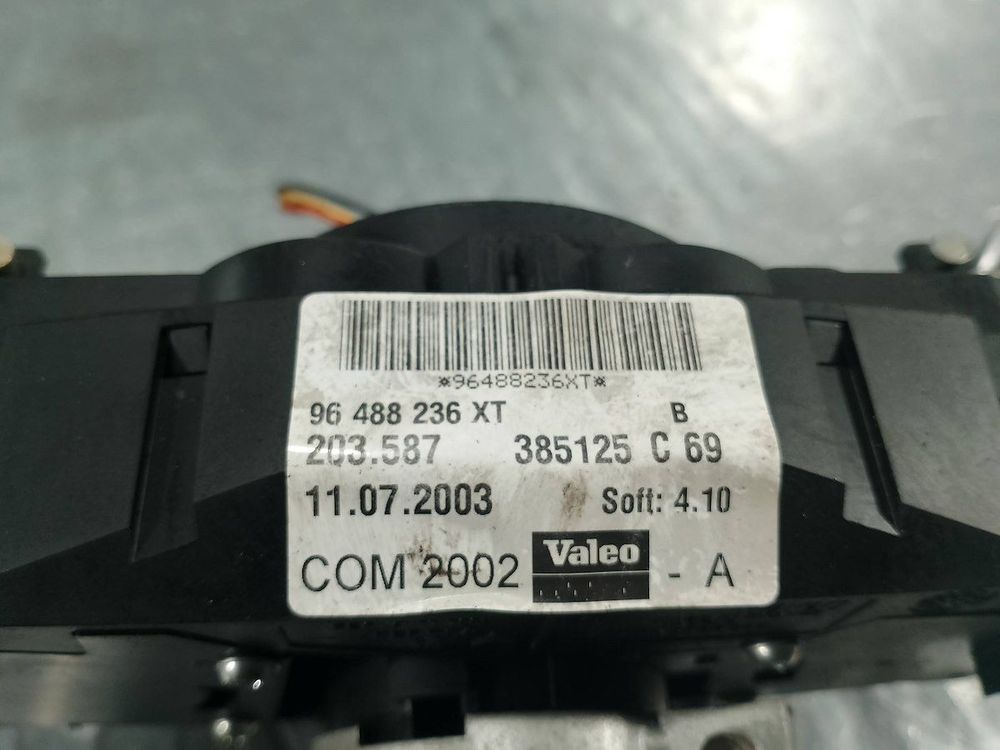 *96488236XT*
96 488 236 XT B
203.587 385125 C 69
11.07.2003 Soft: 4.10
COM 2002 Valeo - A